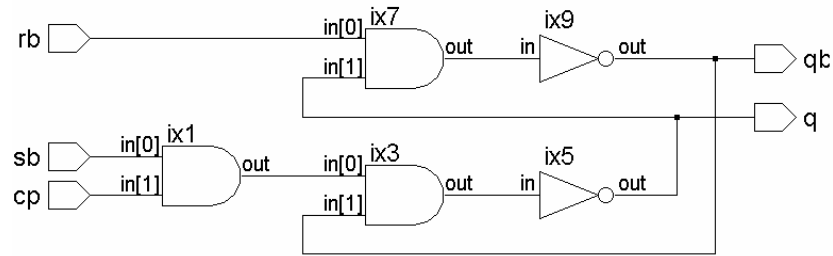 ix7 ix9
rb in[0] out in out qb
in[1]
q
ix1 ix3 ix5
sb in[0] out in[0] out in out
cp in[1] in[1]